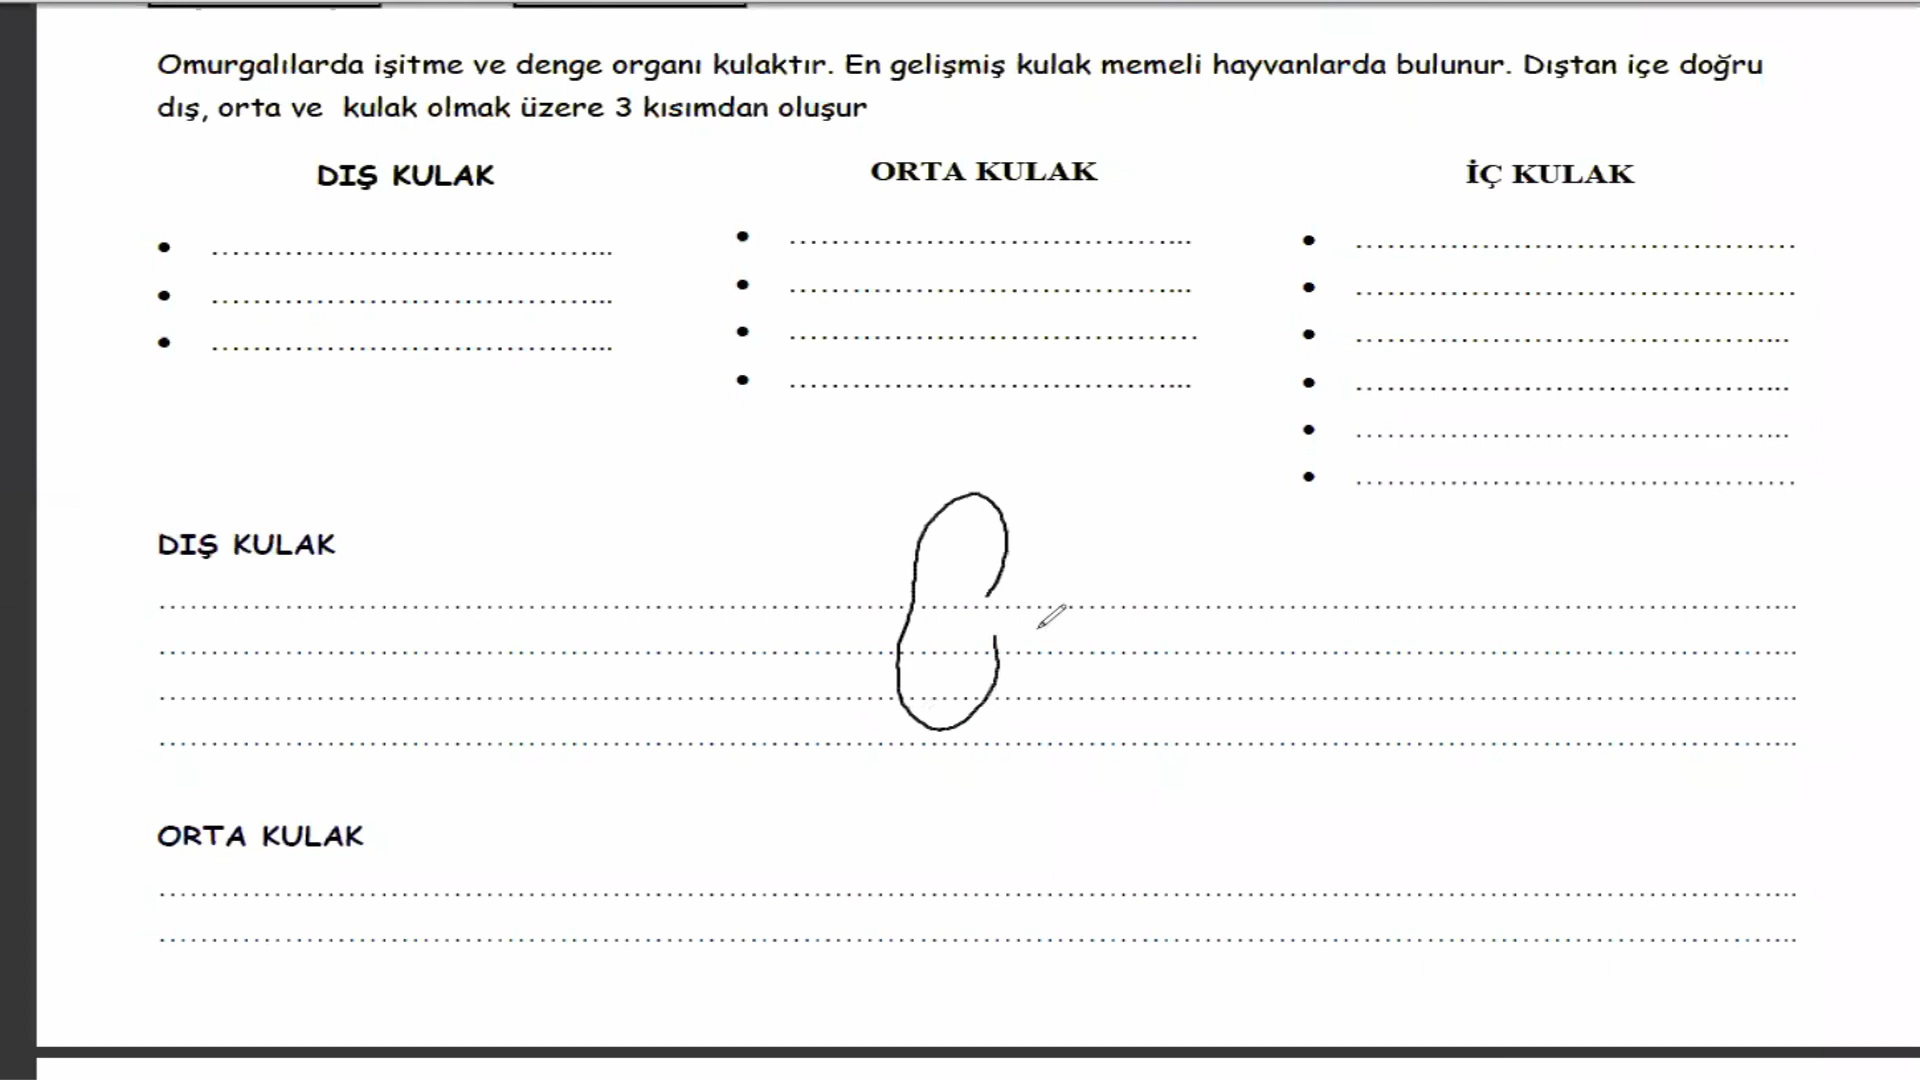 Omurgalılarda işitme ve denge organı kulaktır. En gelişmiş kulak memeli hayvanlarda bulunur. Dıştan içe doğru
dış, orta ve kulak olmak üzere 3 kısımdan oluşur
DIŞ KULAK
ORTA KULAK
İÇ KULAK
DIŞ KULAK
ORTA KULAK